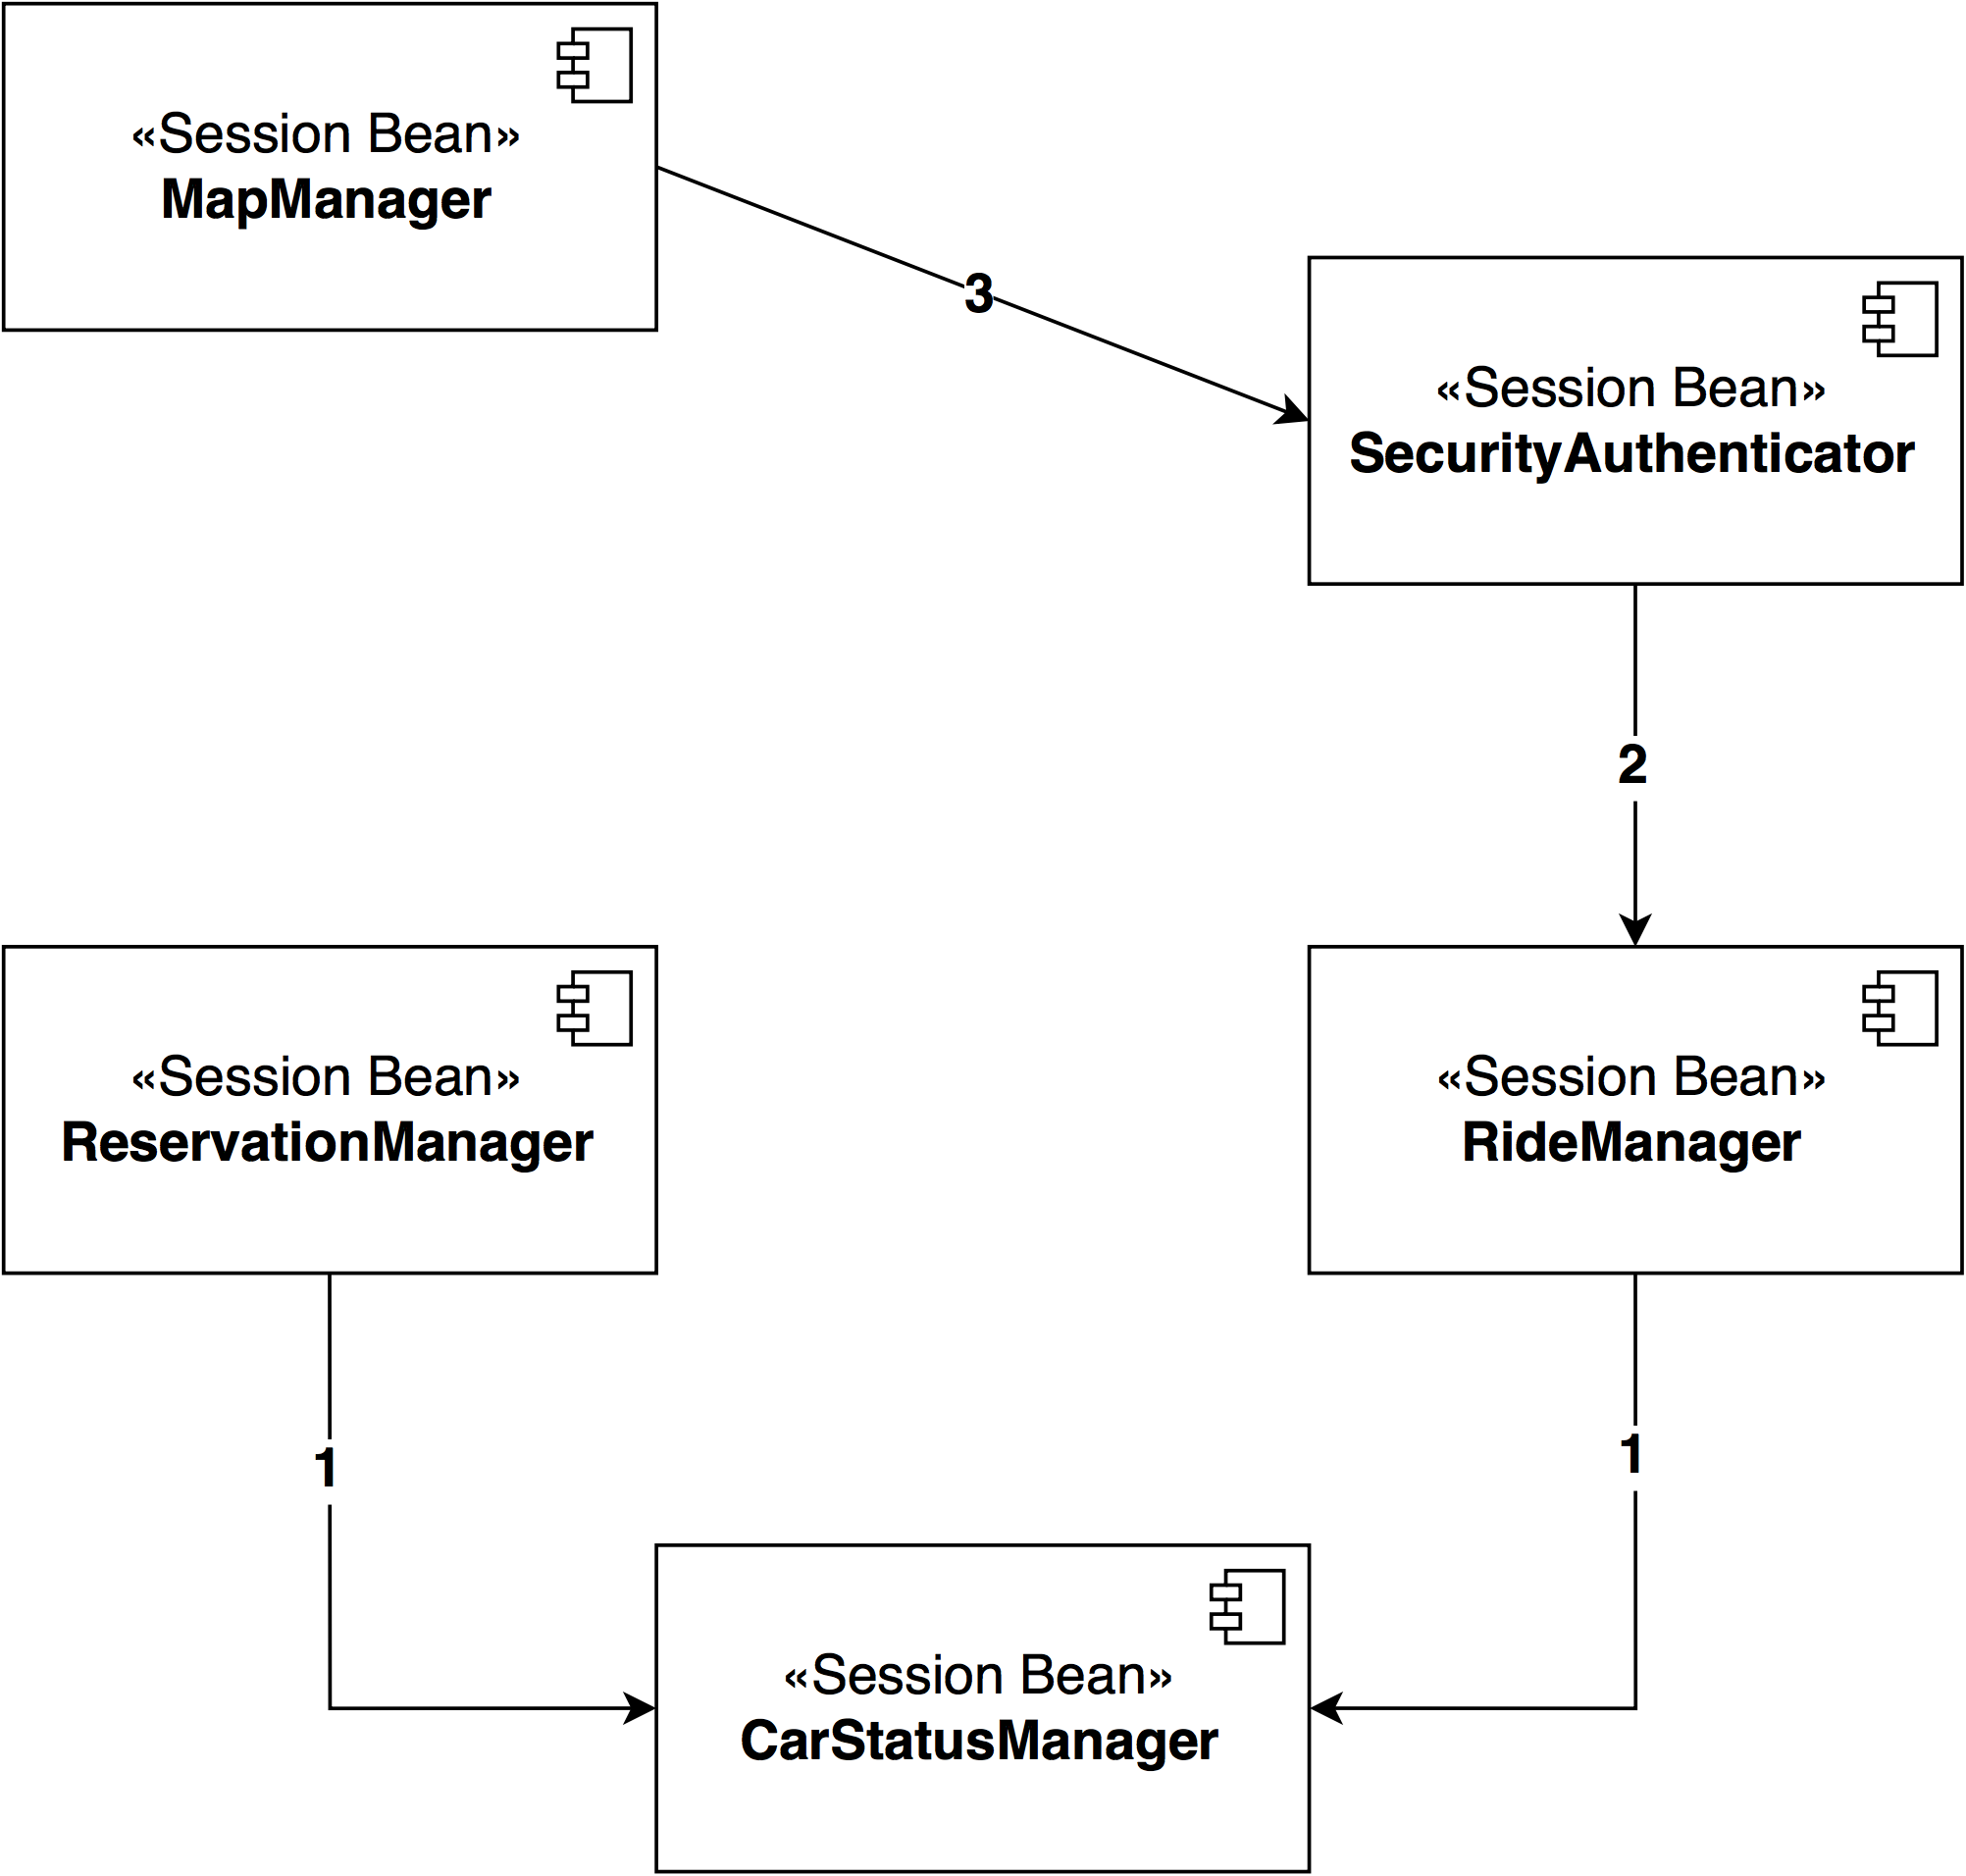 «Session Bean»
MapManager
3
«Session Bean»
SecurityAuthenticator
2
«Session Bean»
ReservationManager
«Session Bean»
RideManager
1
1
«Session Bean»
CarStatusManager